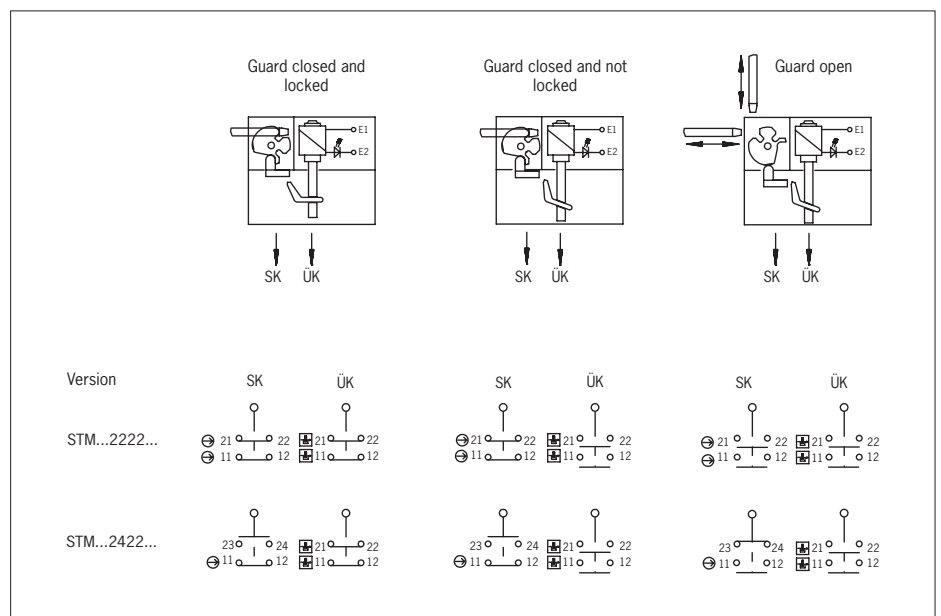 Guard closed and
locked
Guard closed and not
locked
Guard open
E1
E2
E1
E2
E1
E2
SK ÜK
SK ÜK
SK ÜK
Version SK ÜK SK ÜK SK ÜK
STM...2222...
21 22 21 22 21 22 21 22 21 22 21 22
11 12 11 12 11 12 11 12 11 12 11 12
STM...2422...
23 24 21 22 23 24 21 22 23 24 21 22
11 12 11 12 11 12 11 12 11 12 11 12